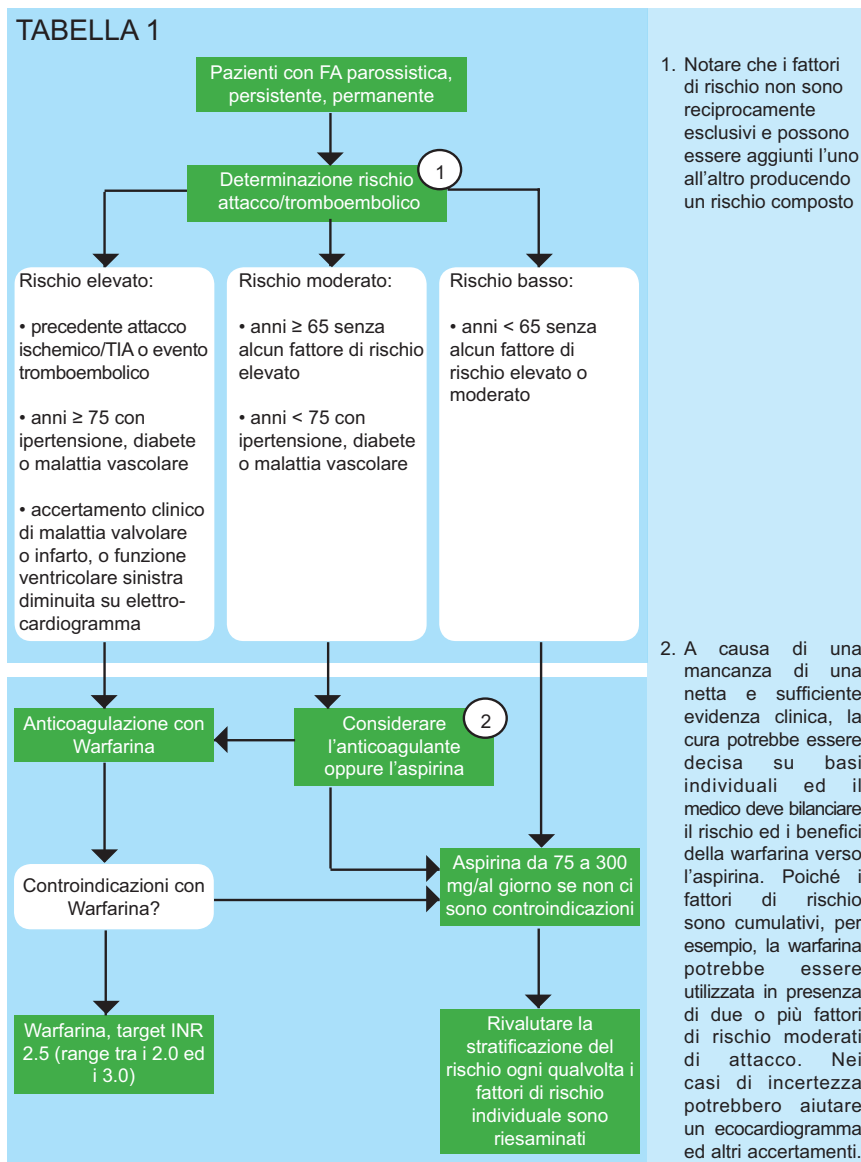 TABELLA 1
Pazienti con FA parossistica,
persistente, permanente
Determinazione rischio
attacco/tromboembolico
1
Rischio elevato:
• precedente attacco
ischemico/TIA o evento
tromboembolico
• anni ≥ 75 con
ipertensione, diabete
o malattia vascolare
• accertamento clinico
di malattia valvolare
o infarto, o funzione
ventricolare sinistra
diminuita su elettro-
cardiogramma
Rischio moderato:
• anni ≥ 65 senza
alcun fattore di rischio
elevato
• anni < 75 con
ipertensione, diabete
o malattia vascolare
Rischio basso:
• anni < 65 senza
alcun fattore di
rischio elevato o
moderato
Anticoagulazione con
Warfarina
Considerare
l'anticoagulante
oppure l'aspirina
2
Controindicazioni con
Warfarina?
Aspirina da 75 a 300
mg/al giorno se non ci
sono controindicazioni
Warfarina, target INR
2.5 (range tra i 2.0 ed
i 3.0)
Rivalutare la
stratificazione del
rischio ogni qualvolta i
fattori di rischio
individuale sono
riesaminati
1. Notare che i fattori
di rischio non sono
reciprocamente
esclusivi e possono
essere aggiunti l'uno
all'altro producendo
un rischio composto
2. A causa di una
mancanza di una
netta e sufficiente
evidenza clinica, la
cura potrebbe essere
decisa su basi
individuali ed il
medico deve bilanciare
il rischio ed i benefici
della warfarina verso
l'aspirina. Poiché i
fattori di rischio
sono cumulativi, per
esempio, la warfarina
potrebbe essere
utilizzata in presenza
di due o più fattori
di rischio moderati
di attacco. Nei
casi di incertezza
potrebbero aiutare
un ecocardiogramma
ed altri accertamenti.